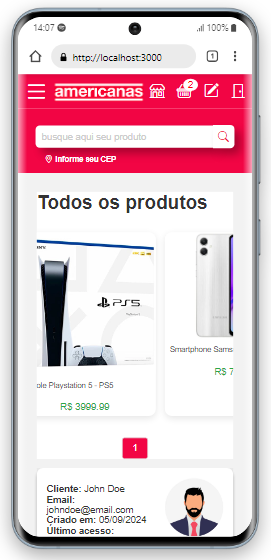 14:07
100%
http://localhost:3000
1
americanas
2
busque aqui seu produto
Informe seu CEP
Todos os produtos
PS5
ole Playstation 5 - PS5
Smartphone Sams
R$ 3999.99
R$ 7
1
Cliente: John Doe
Email:
johndoe@email.com
Criado em: 05/09/2024
Último acesso: